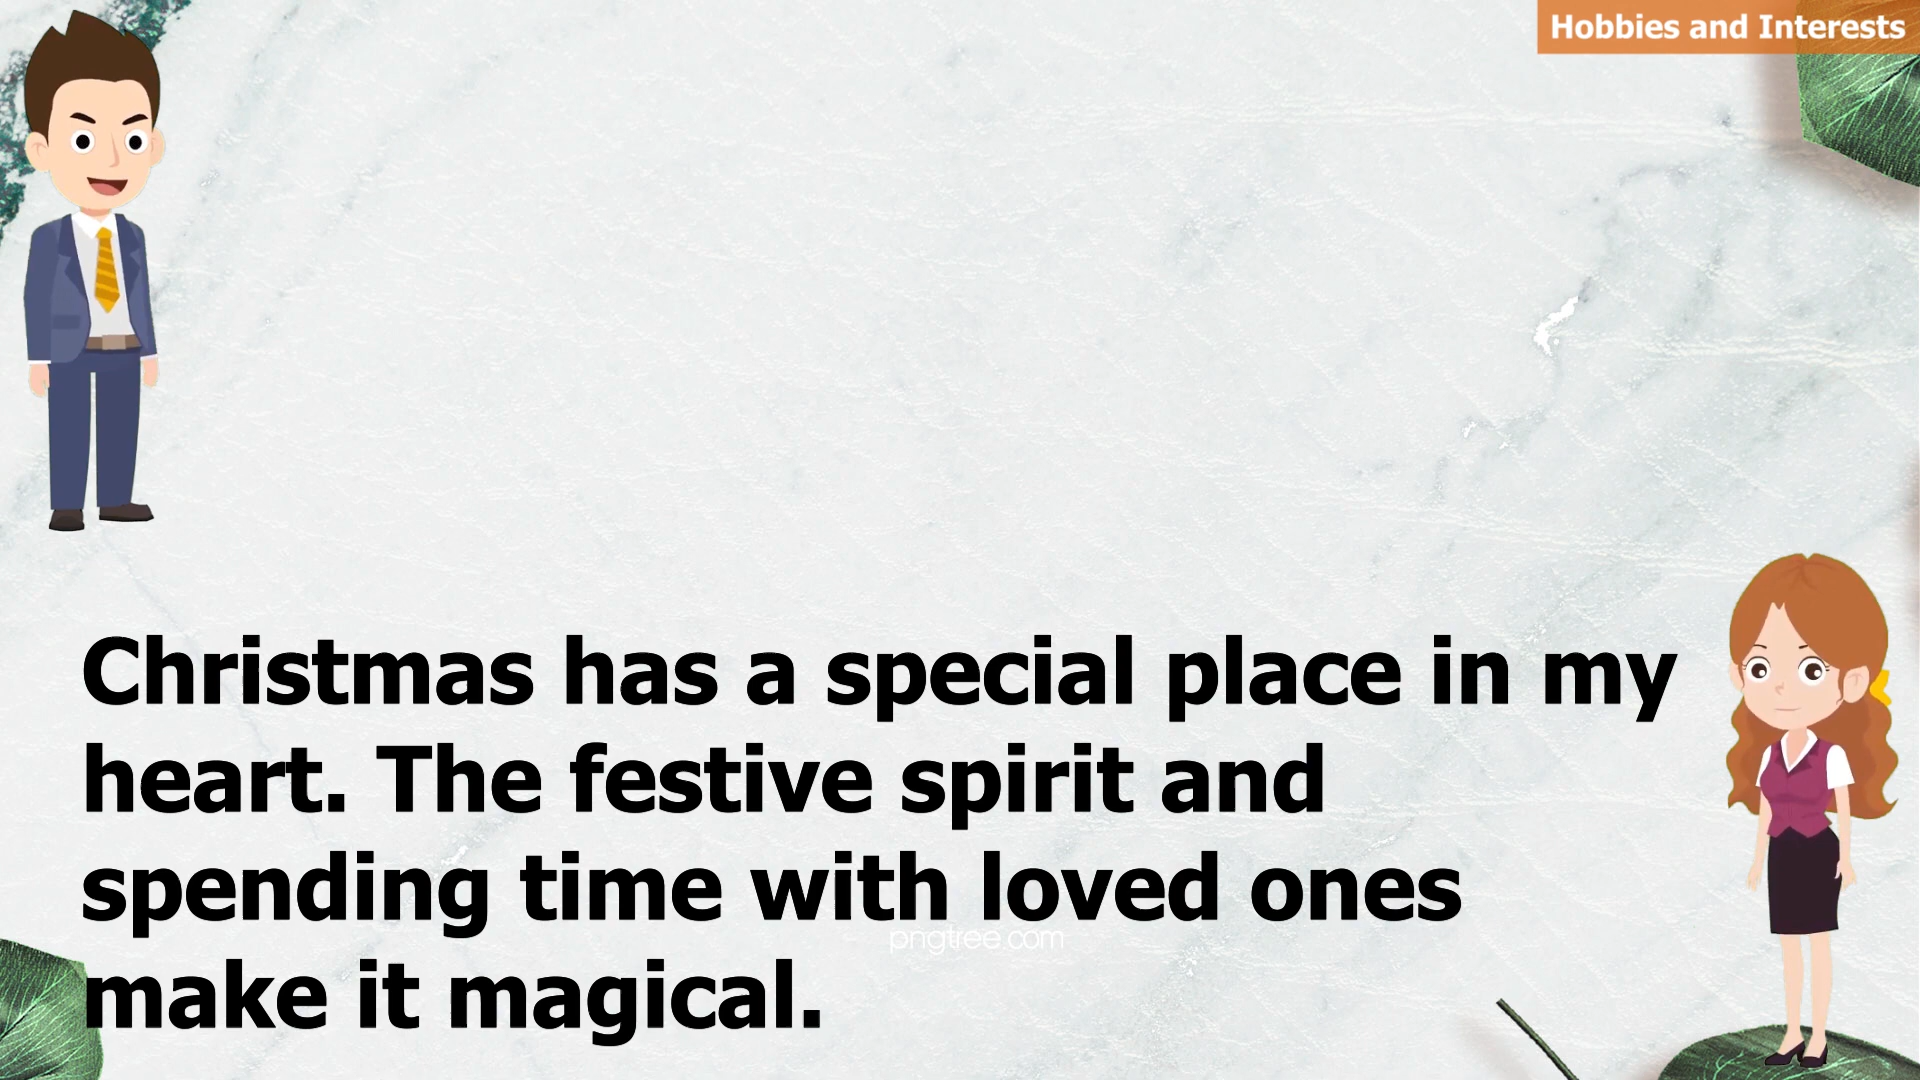 Hobbies and Interests
Christmas has a special place in my
heart. The festive spirit and
spending time with loved ones
pngtree.com
make it magical.